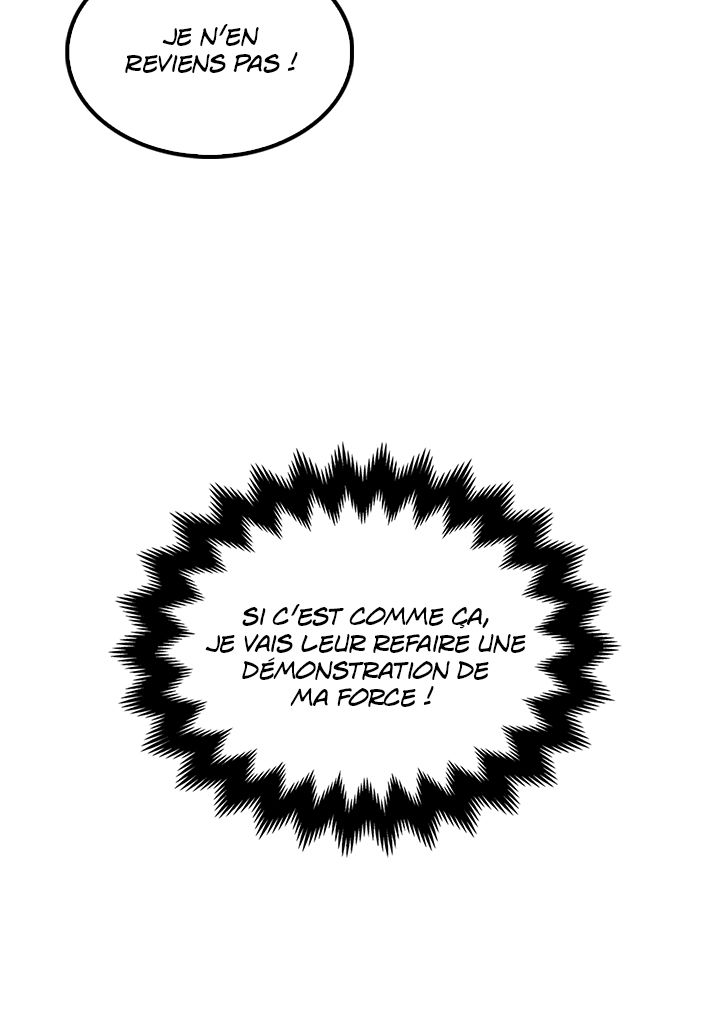 JE N'EN
REVIENS PAS !
SI C'EST COMME ÇA,
JE VAIS LEUR REFAIRE UNE
DÉMONSTRATION DE
MA FORCE !